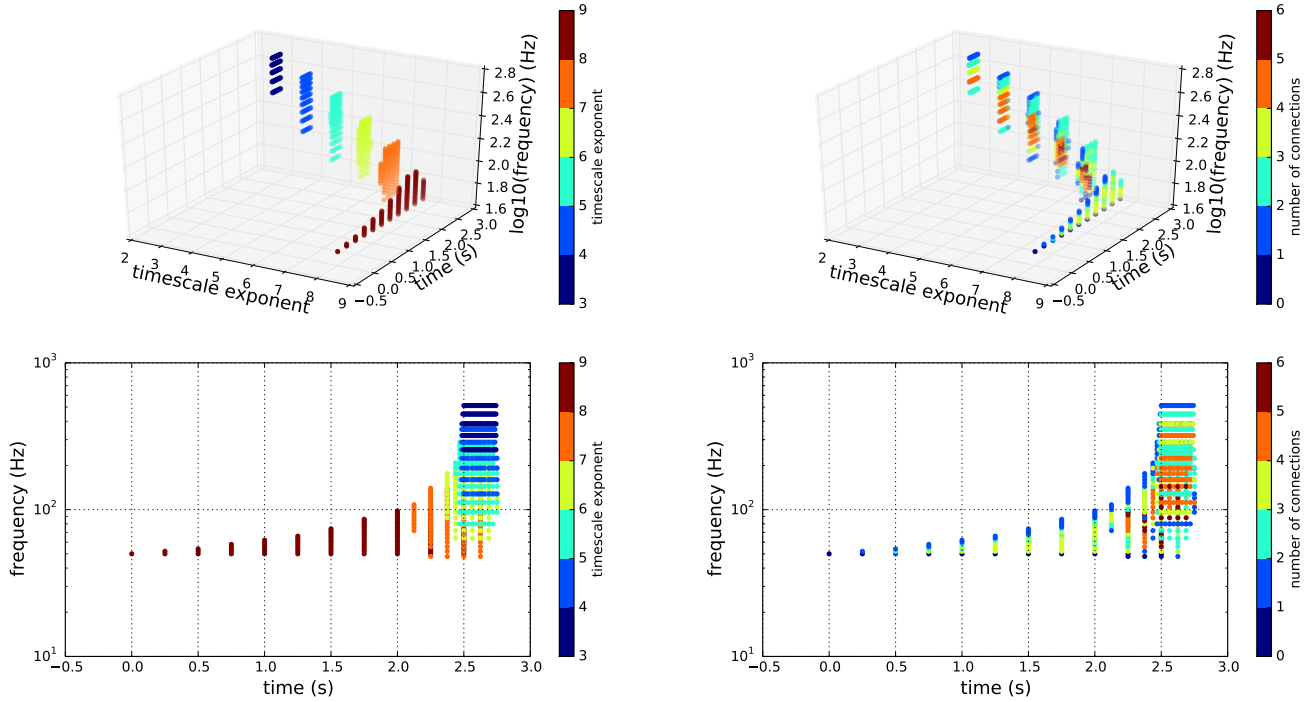 2 3 4 5 6 7 8 9
timescale exponent
−0.5 0.0 0.5 1.0 1.5 2.0 2.5 3.0
time (s)
1.6 1.8 2.0 2.2 2.4 2.6 2.8
log10(frequency) (Hz)
3 4 5 6 7 8 9
timescale exponent
2 3 4 5 6 7 8 9
timescale exponent
−0.5 0.0 0.5 1.0 1.5 2.0 2.5 3.0
time (s)
1.6 1.8 2.0 2.2 2.4 2.6 2.8
log10(frequency) (Hz)
0 1 2 3 4 5 6
number of connections
10³
10²
10¹
frequency (Hz)
−0.5 0.0 0.5 1.0 1.5 2.0 2.5 3.0
time (s)
3 4 5 6 7 8 9
timescale exponent
10³
10²
10¹
frequency (Hz)
−0.5 0.0 0.5 1.0 1.5 2.0 2.5 3.0
time (s)
0 1 2 3 4 5 6
number of connections